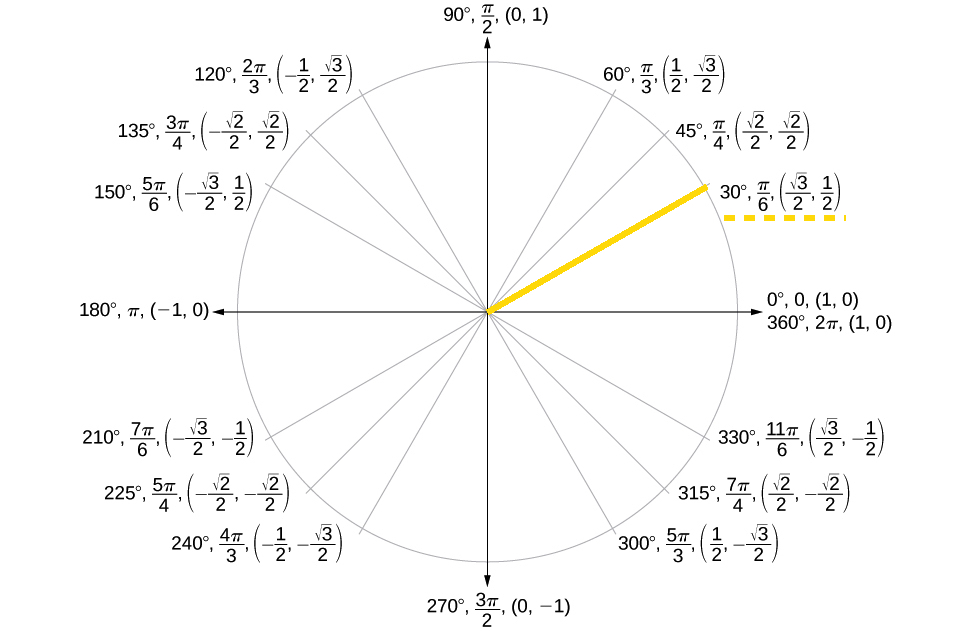 90°, π/2, (0, 1)
120°, 2π/3, (−1/2, √3/2)
60°, π/3, (1/2, √3/2)
135°, 3π/4, (−√2/2, √2/2)
45°, π/4, (√2/2, √2/2)
150°, 5π/6, (−√3/2, 1/2)
30°, π/6, (√3/2, 1/2)
180°, π, (−1, 0)
0°, 0, (1, 0)
360°, 2π, (1, 0)
210°, 7π/6, (−√3/2, −1/2)
330°, 11π/6, (√3/2, −1/2)
225°, 5π/4, (−√2/2, −√2/2)
315°, 7π/4, (√2/2, −√2/2)
240°, 4π/3, (−1/2, −√3/2)
300°, 5π/3, (1/2, −√3/2)
270°, 3π/2, (0, −1)